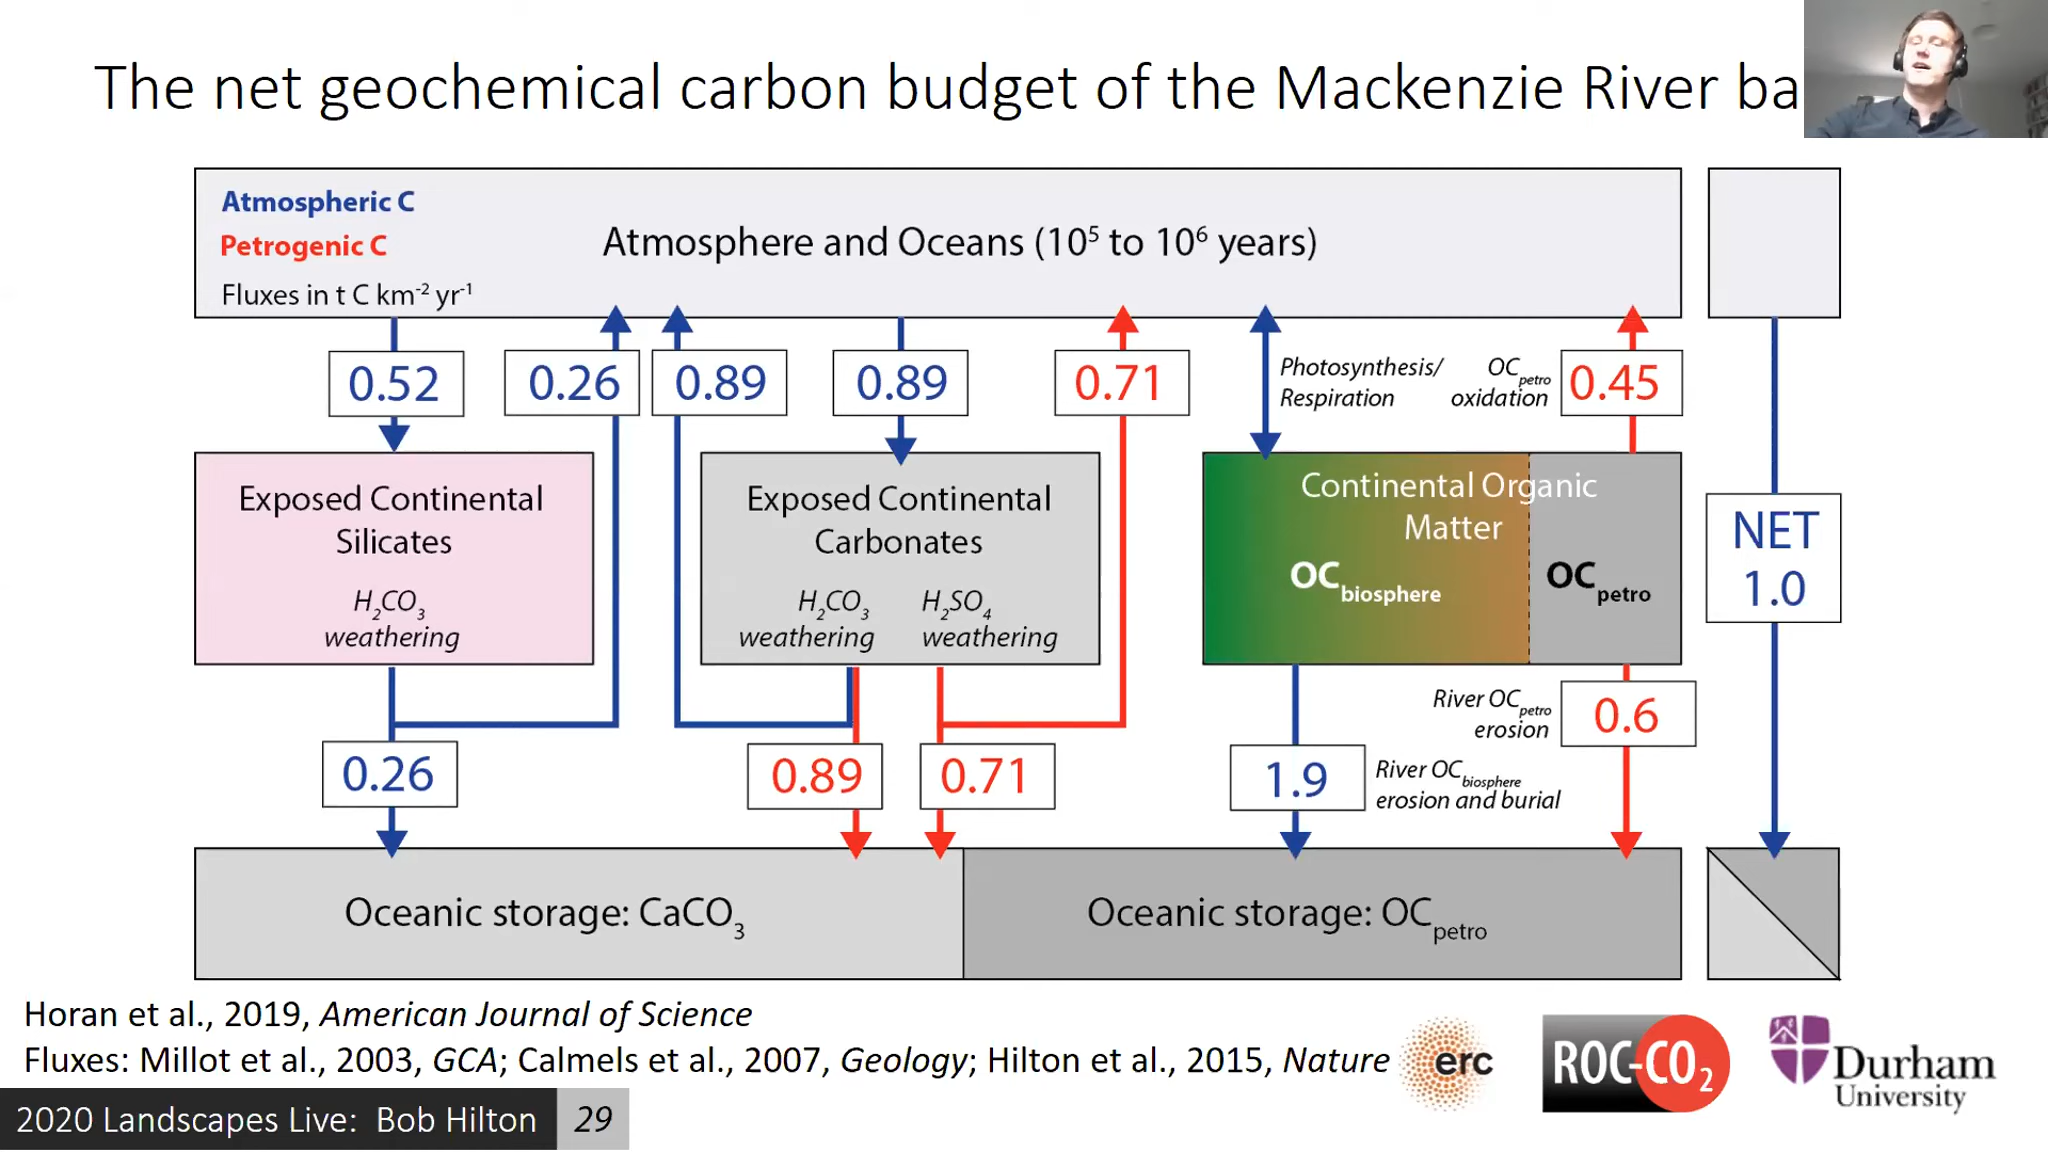 The net geochemical carbon budget of the Mackenzie River ba
Atmospheric C
Petrogenic C
Fluxes in t C km⁻² yr⁻¹
Atmosphere and Oceans (10⁵ to 10⁶ years)
0.52
0.26
0.89
0.89
0.71
Photosynthesis/
Respiration
OCpetro
oxidation
0.45
Exposed Continental
Silicates
H₂CO₃
weathering
Exposed Continental
Carbonates
H₂CO₃
weathering
H₂SO₄
weathering
Continental Organic
Matter
OCbiosphere
OCpetro
NET
1.0
0.26
0.89
0.71
1.9
River OCbiosphere
erosion and burial
River OCpetro
erosion
0.6
Oceanic storage: CaCO₃
Oceanic storage: OCpetro
Horan et al., 2019, American Journal of Science
Fluxes: Millot et al., 2003, GCA; Calmels et al., 2007, Geology; Hilton et al., 2015, Nature
erc
ROC-CO₂
Durham
University
2020 Landscapes Live: Bob Hilton
29